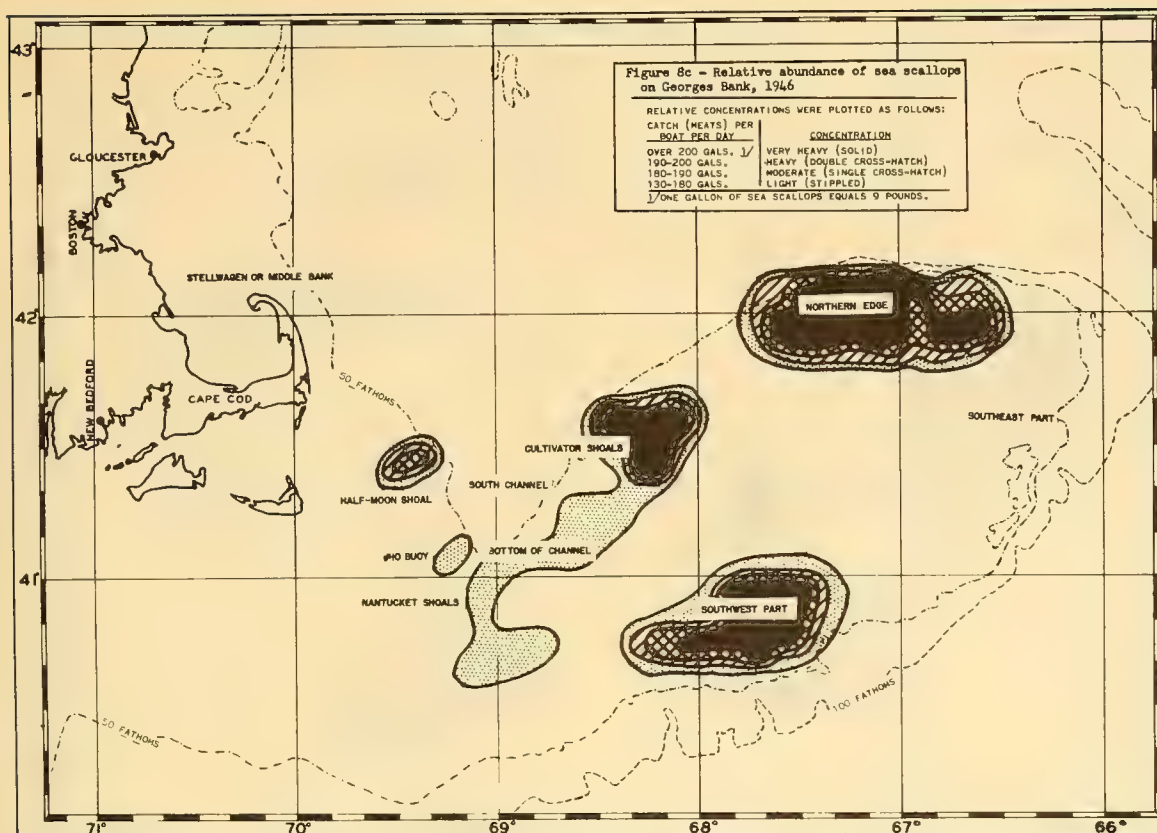 Figure 8c - Relative abundance of sea scallops
on Georges Bank, 1946
RELATIVE CONCENTRATIONS WERE PLOTTED AS FOLLOWS:
CATCH (MEATS) PER
BOAT PER DAY CONCENTRATION
OVER 200 GALS. 1/ VERY HEAVY (SOLID)
190-200 GALS. HEAVY (DOUBLE CROSS-HATCH)
180-190 GALS. MODERATE (SINGLE CROSS-HATCH)
130-180 GALS. LIGHT (STIPPLED)
1/ONE GALLON OF SEA SCALLOPS EQUALS 9 POUNDS.
43°
GLOUCESTER
BOSTON
STELLWAGEN OR MIDDLE BANK
42°
NORTHERN EDGE
50 FATHOMS
NEW BEDFORD
CAPE COD
SOUTHEAST PART
CULTIVATOR SHOALS
SOUTH CHANNEL
HALF-MOON SHOAL
BUOY
BOTTOM OF CHANNEL
41°
NANTUCKET SHOALS
SOUTHWEST PART
50 FATHOMS
100 FATHOMS
71° 70° 69° 68° 67° 66°